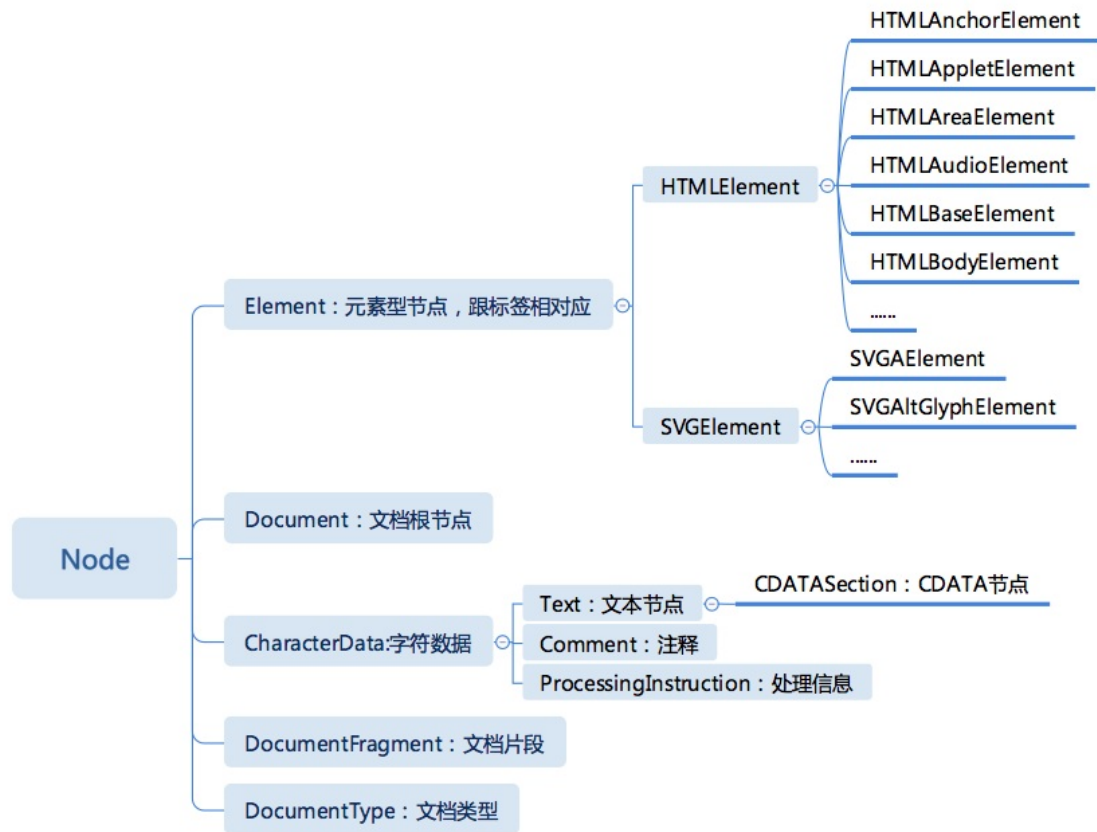 HTMLAnchorElement
HTMLAppletElement
HTMLAreaElement
HTMLElement
HTMLAudioElement
HTMLBaseElement
HTMLBodyElement
Element：元素型节点，跟标签相对应
......
SVGAElement
SVGElement
SVGAltGlyphElement
......
Document：文档根节点
Node
CDATASection：CDATA节点
Text：文本节点
CharacterData:字符数据
Comment：注释
ProcessingInstruction：处理信息
DocumentFragment：文档片段
DocumentType：文档类型